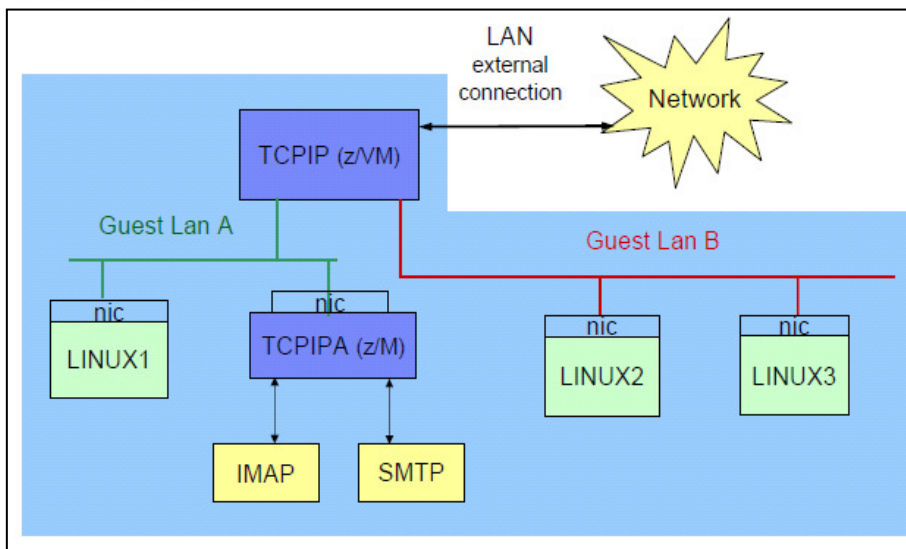 LAN
external
connection
Network
TCPIP (z/VM)
Guest Lan A
Guest Lan B
nic
LINUX1
nic
TCPIPA (z/M)
nic
LINUX2
nic
LINUX3
IMAP
SMTP